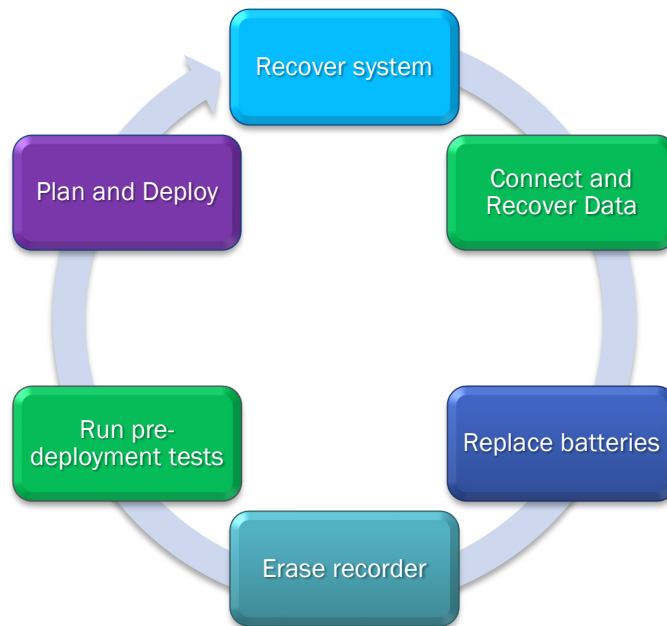 Recover system
Connect and
Recover Data
Replace batteries
Erase recorder
Run pre-
deployment tests
Plan and Deploy